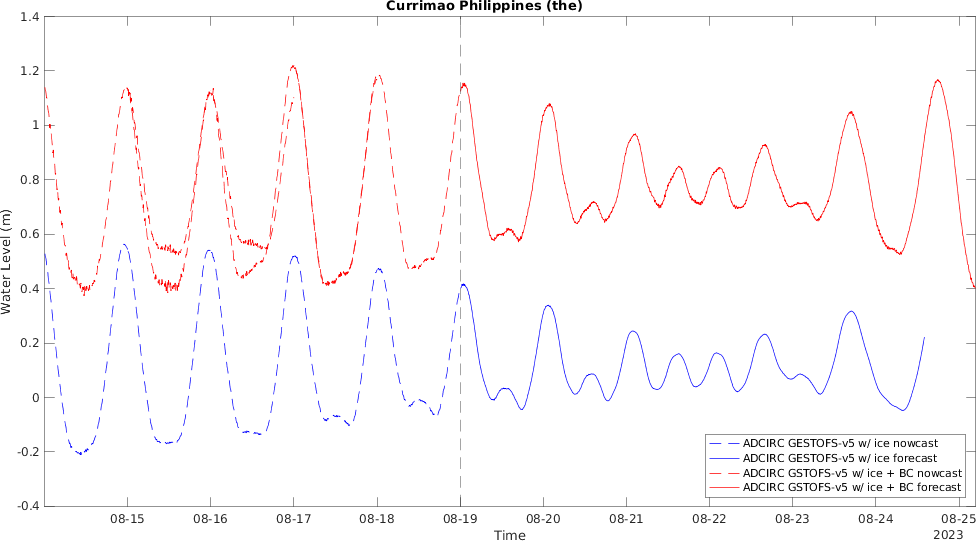 Currimao Philippines (the)
1.4
1.2
1
0.8
0.6
0.4
0.2
0
-0.2
-0.4
Water Level (m)
ADCIRC GESTOFS-v5 w/ ice nowcast
ADCIRC GESTOFS-v5 w/ ice forecast
ADCIRC GSTOFS-v5 w/ ice + BC nowcast
ADCIRC GSTOFS-v5 w/ ice + BC forecast
08-15 08-16 08-17 08-18 08-19 08-20 08-21 08-22 08-23 08-24 08-25
Time 2023